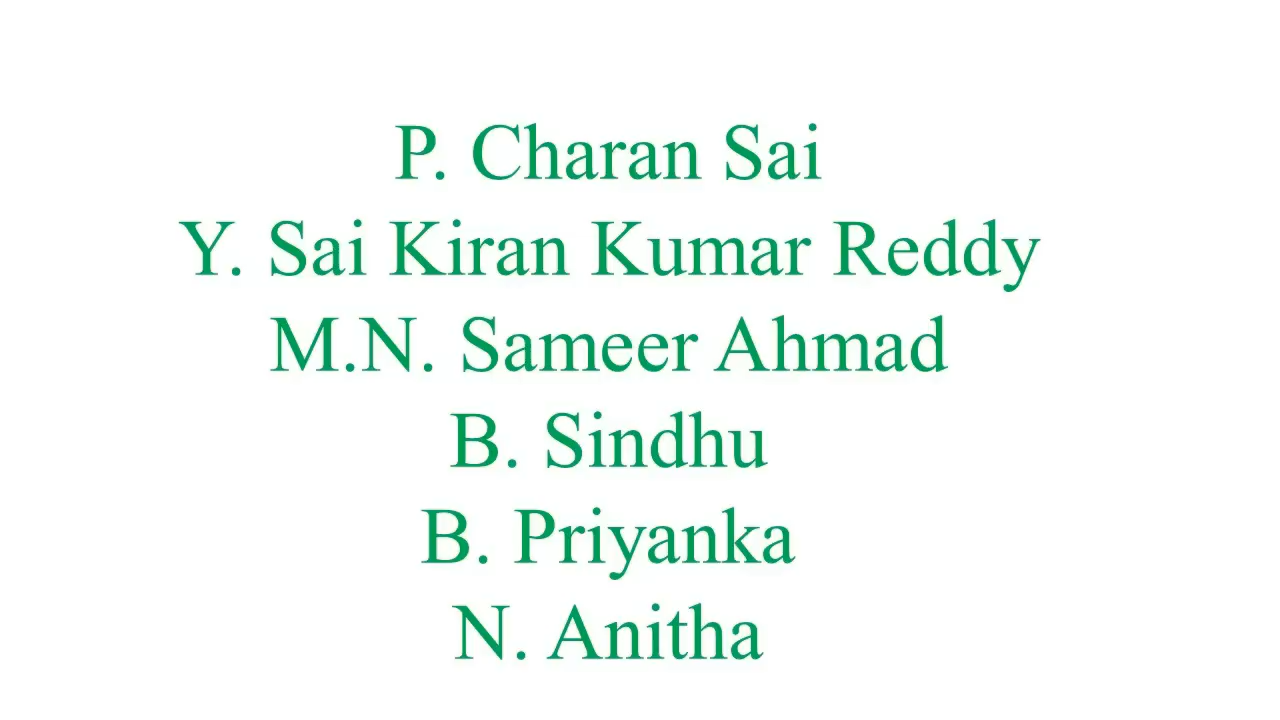 P. Charan Sai
Y. Sai Kiran Kumar Reddy
M.N. Sameer Ahmad
B. Sindhu
B. Priyanka
N. Anitha